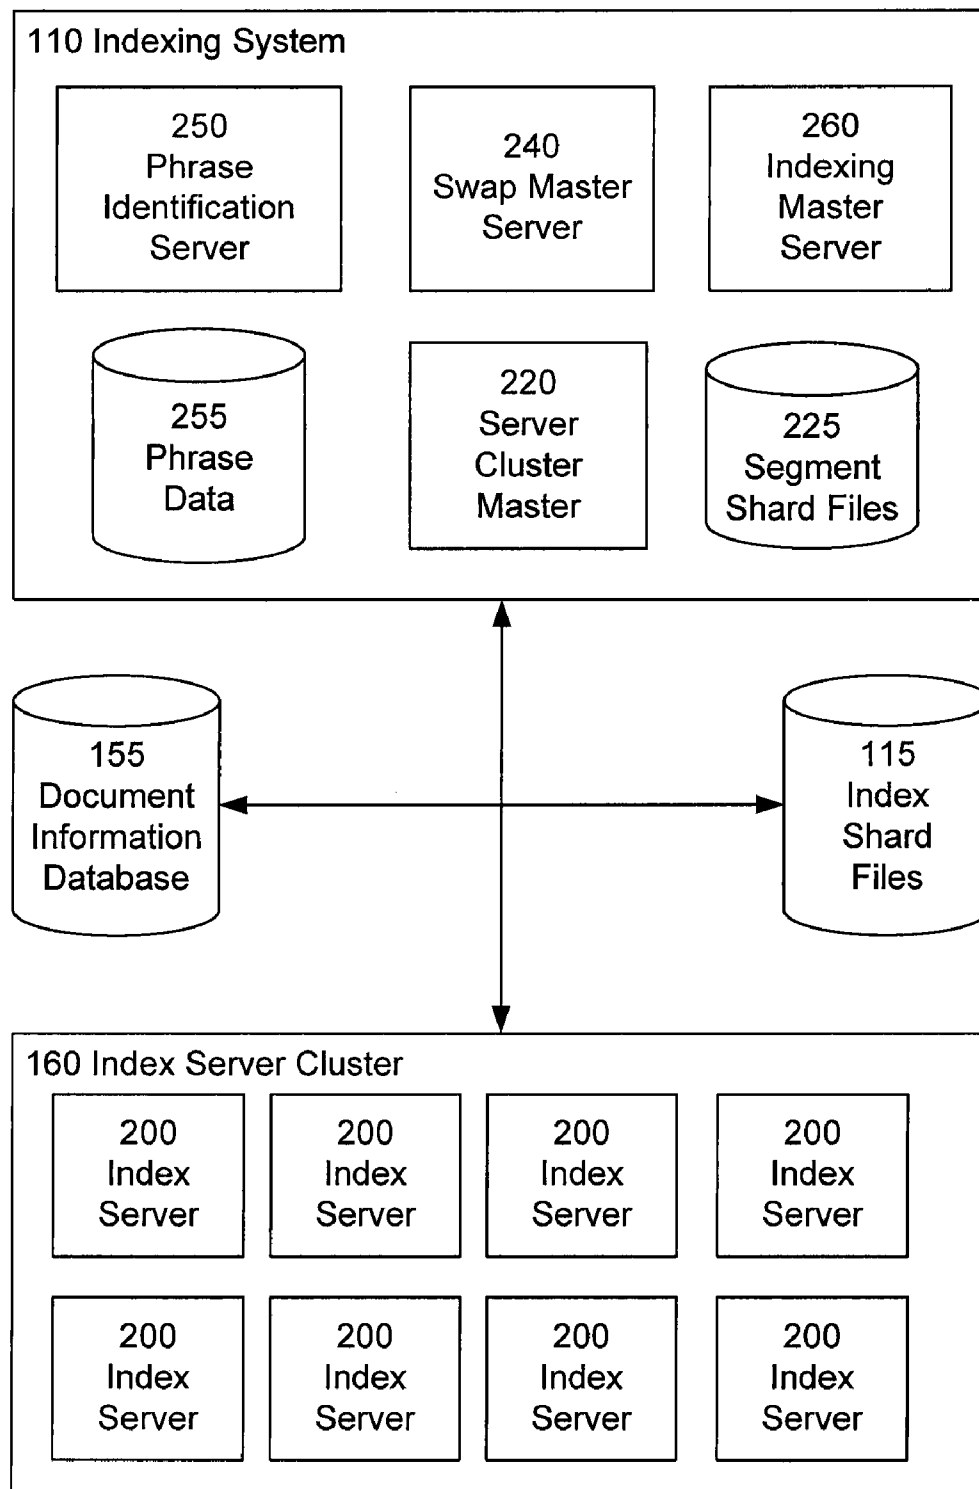 110 Indexing System
250
Phrase
Identification
Server
240
Swap Master
Server
260
Indexing
Master
Server
255
Phrase
Data
220
Server
Cluster
Master
225
Segment
Shard Files
155
Document
Information
Database
115
Index
Shard
Files
160 Index Server Cluster
200
Index
Server
200
Index
Server
200
Index
Server
200
Index
Server
200
Index
Server
200
Index
Server
200
Index
Server
200
Index
Server